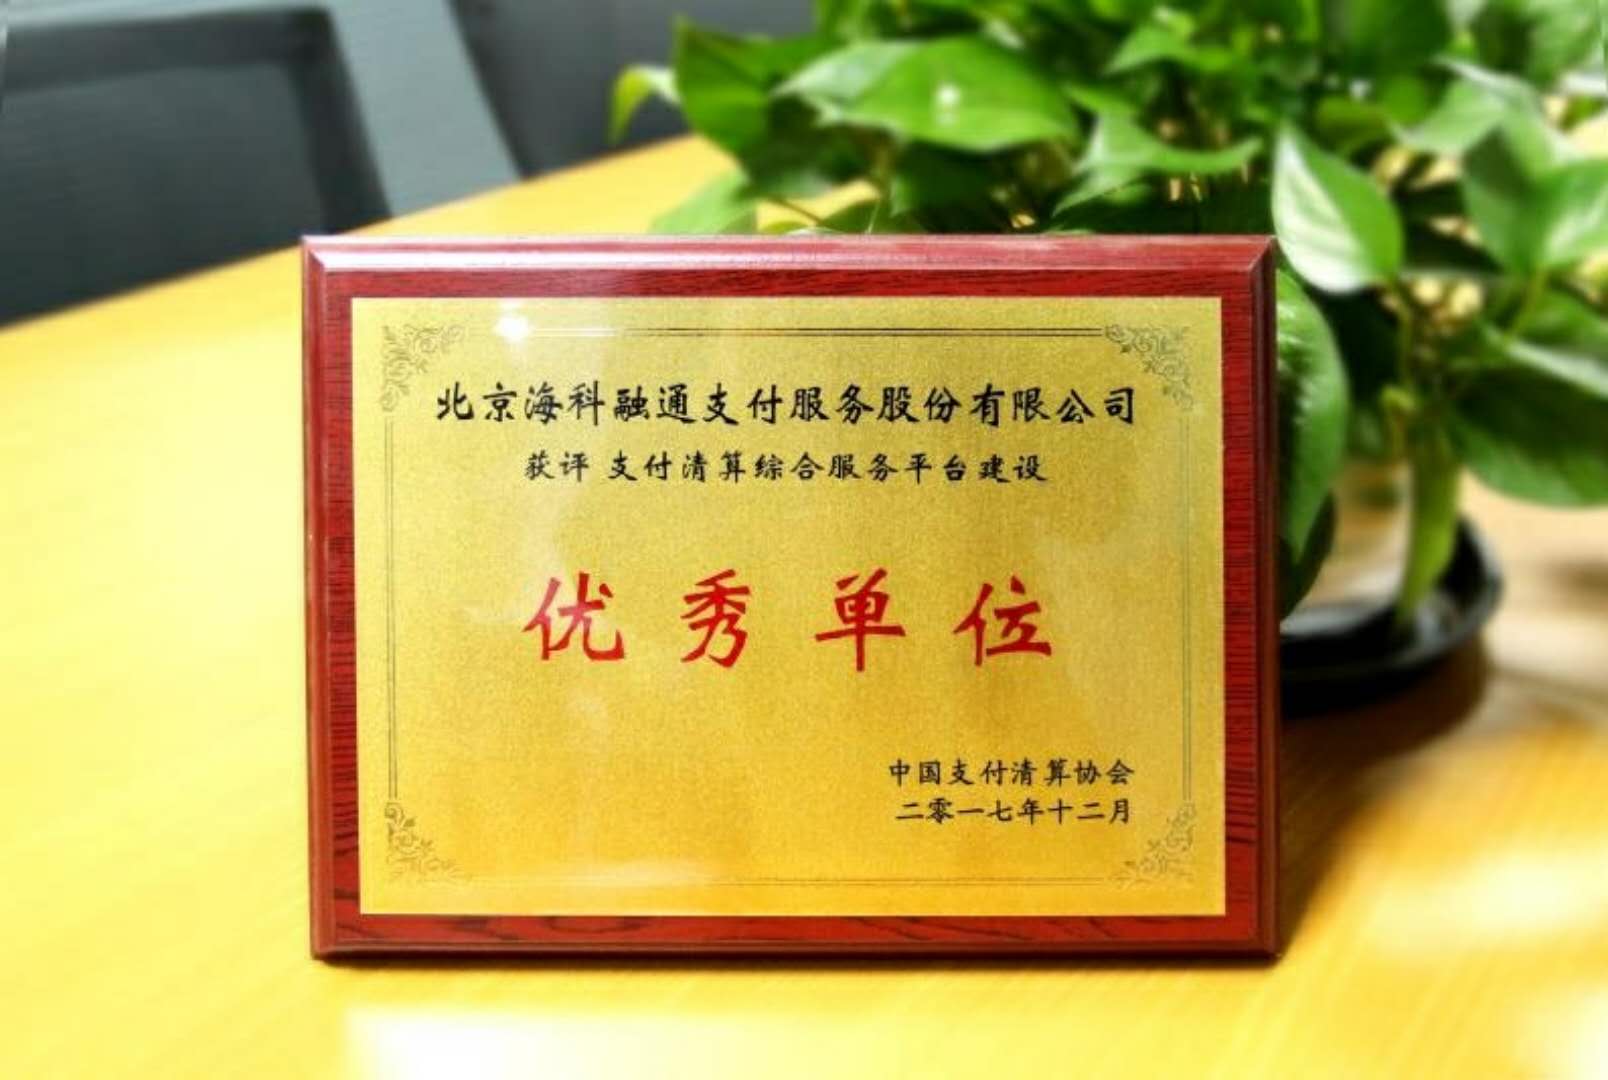 北京海科融通支付服务股份有限公司
获评 支付清算综合服务平台建设
优秀单位
中国支付清算协会
二零一七年十二月